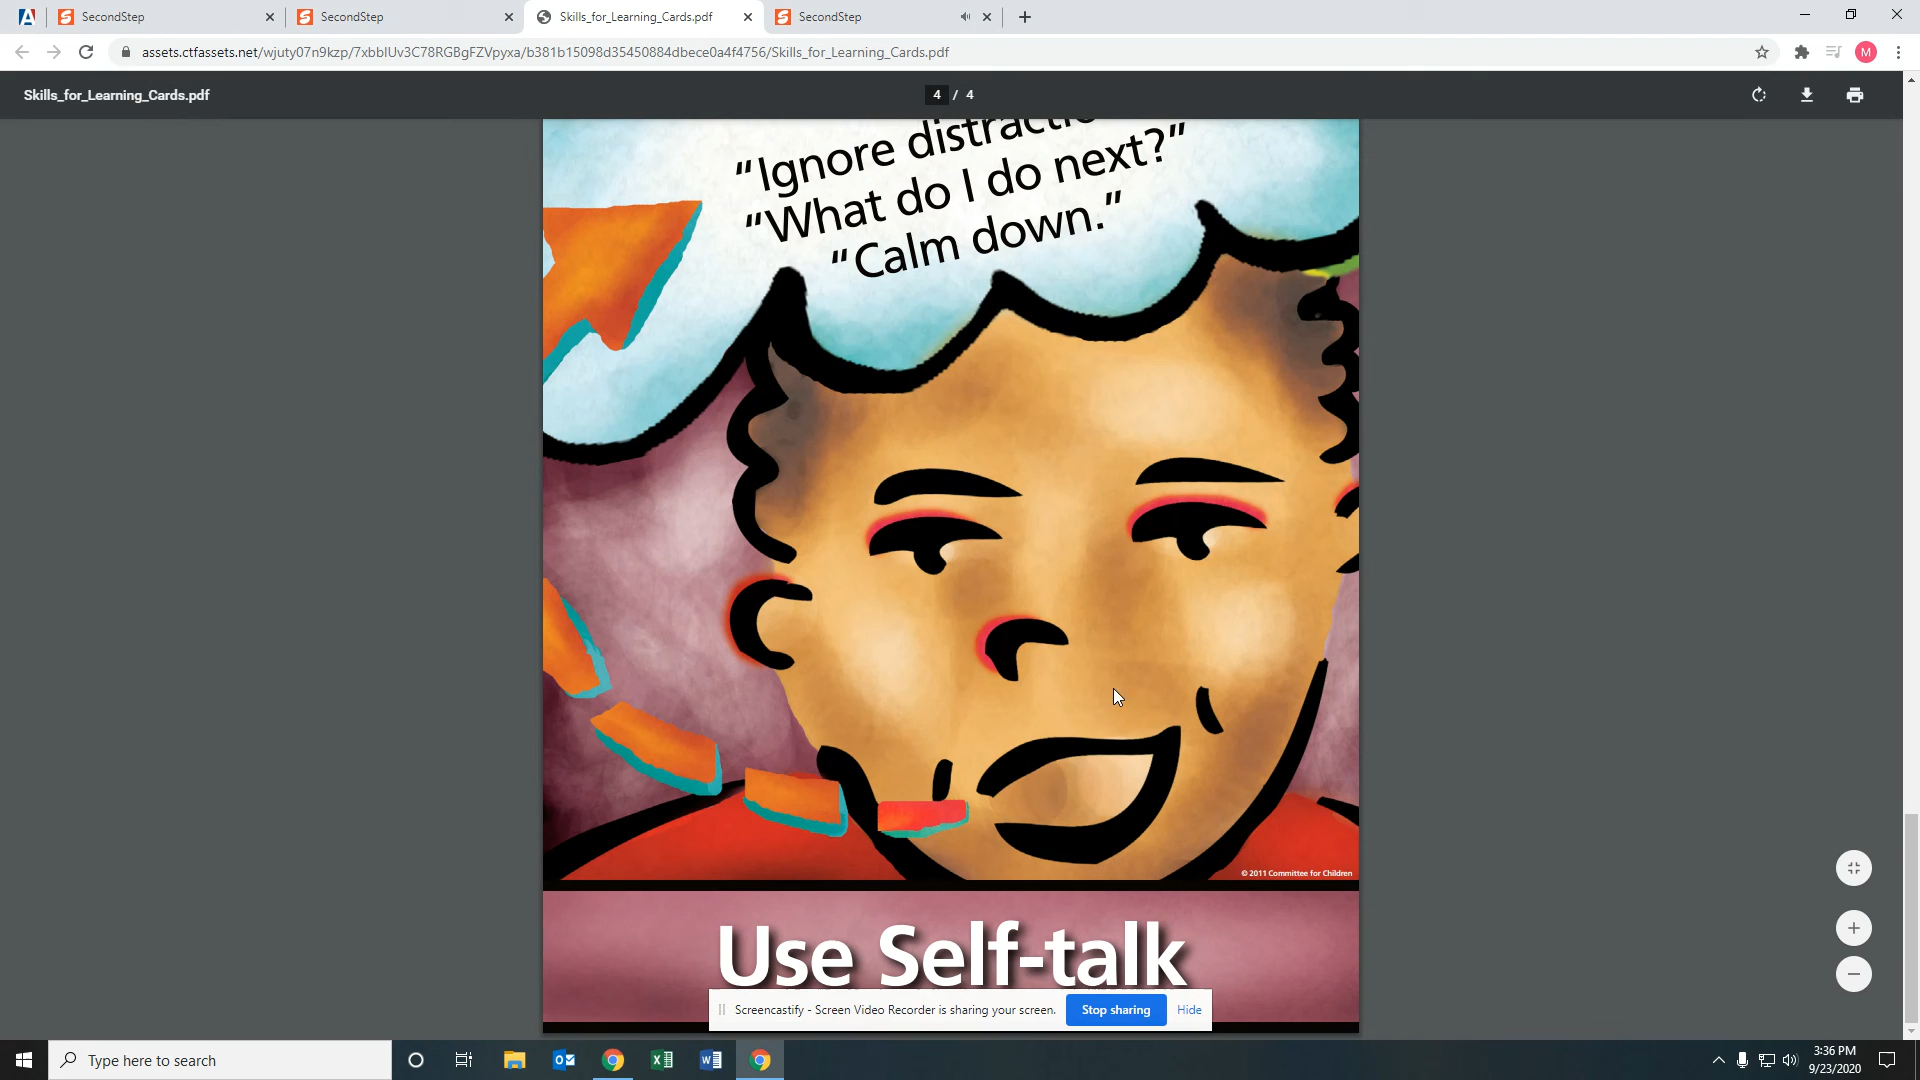 SecondStep
SecondStep
Skills_for_Learning_Cards.pdf
SecondStep
assets.ctfassets.net/wjuty07n9kzp/7xbblUv3C78RGBgFZVpyxa/b381b15098d35450884dbece0a4f4756/Skills_for_Learning_Cards.pdf
M
Skills_for_Learning_Cards.pdf
4 / 4
“Ignore
“What do I do next?”
“Calm down.”
© 2011 Committee for Children
Use Self-talk
Screencastify - Screen Video Recorder is sharing your screen.
Stop sharing
Hide
Type here to search
3:36 PM
9/23/2020